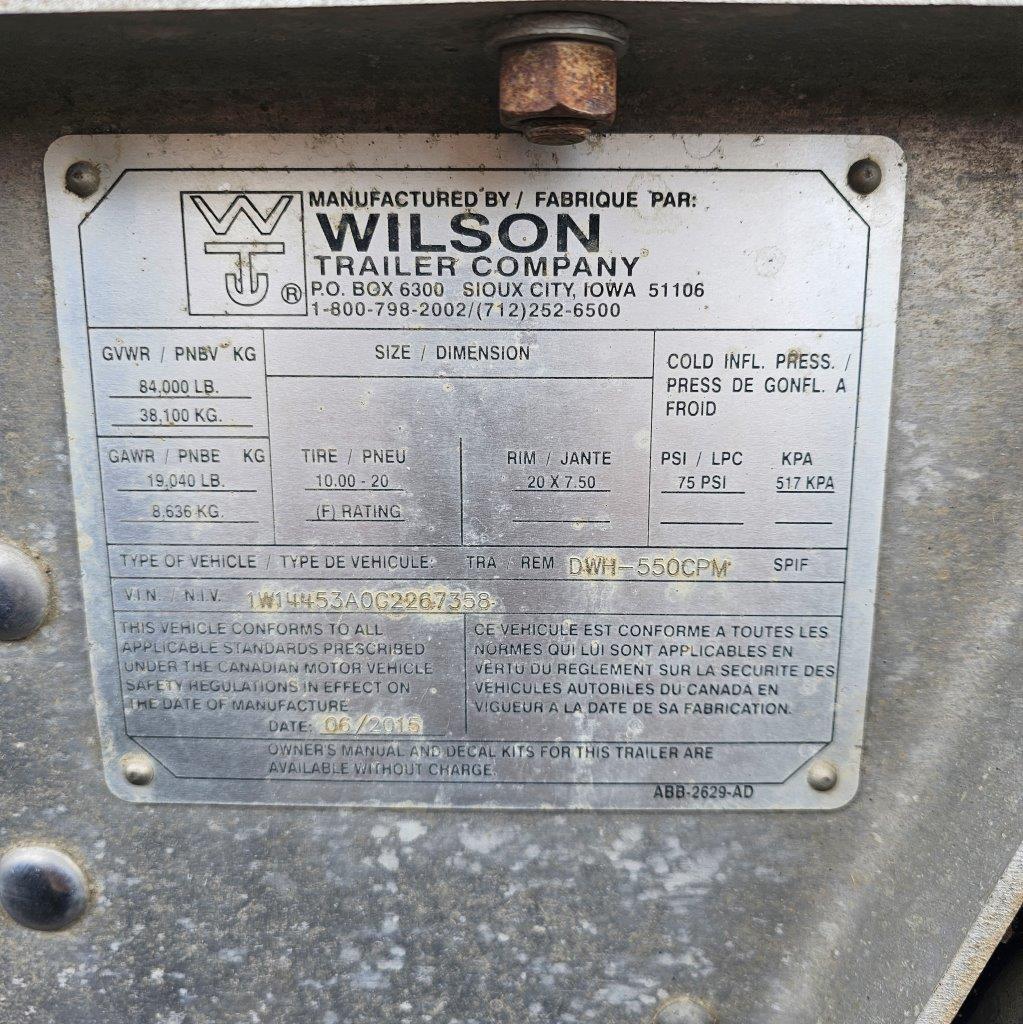 MANUFACTURED BY / FABRIQUE PAR:
WILSON
TRAILER COMPANY
P.O. BOX 6300 SIOUX CITY, IOWA 51106
1-800-798-2002/(712)252-6500
®
GVWR / PNBV KG
84,000 LB.
38,100 KG.
SIZE / DIMENSION
COLD INFL. PRESS. /
PRESS DE GONFL. A
FROID
GAWR / PNBE KG
19,040 LB.
8,636 KG.
TIRE / PNEU
10.00 - 20
(F) RATING
RIM / JANTE
20 X 7.50
PSI / LPC KPA
75 PSI 517 KPA
TYPE OF VEHICLE / TYPE DE VEHICULE: TRA / REM DWH-550CPM SPIF
V.I.N. / N.I.V. 1W14453A0G2267358
THIS VEHICLE CONFORMS TO ALL
APPLICABLE STANDARDS PRESCRIBED
UNDER THE CANADIAN MOTOR VEHICLE
SAFETY REGULATIONS IN EFFECT ON
THE DATE OF MANUFACTURE
DATE: 06/2015
CE VEHICULE EST CONFORME A TOUTES LES
NORMES QUI LUI SONT APPLICABLES EN
VERTU DU REGLEMENT SUR LA SECURITE DES
VEHICULES AUTOBILES DU CANADA EN
VIGUEUR A LA DATE DE SA FABRICATION.
OWNER'S MANUAL AND DECAL KITS FOR THIS TRAILER ARE
AVAILABLE WITHOUT CHARGE.
ABB-2629-AD